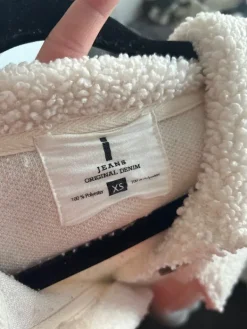 i
JEANS
ORIGINAL DENIM
100 % Polyester
XS